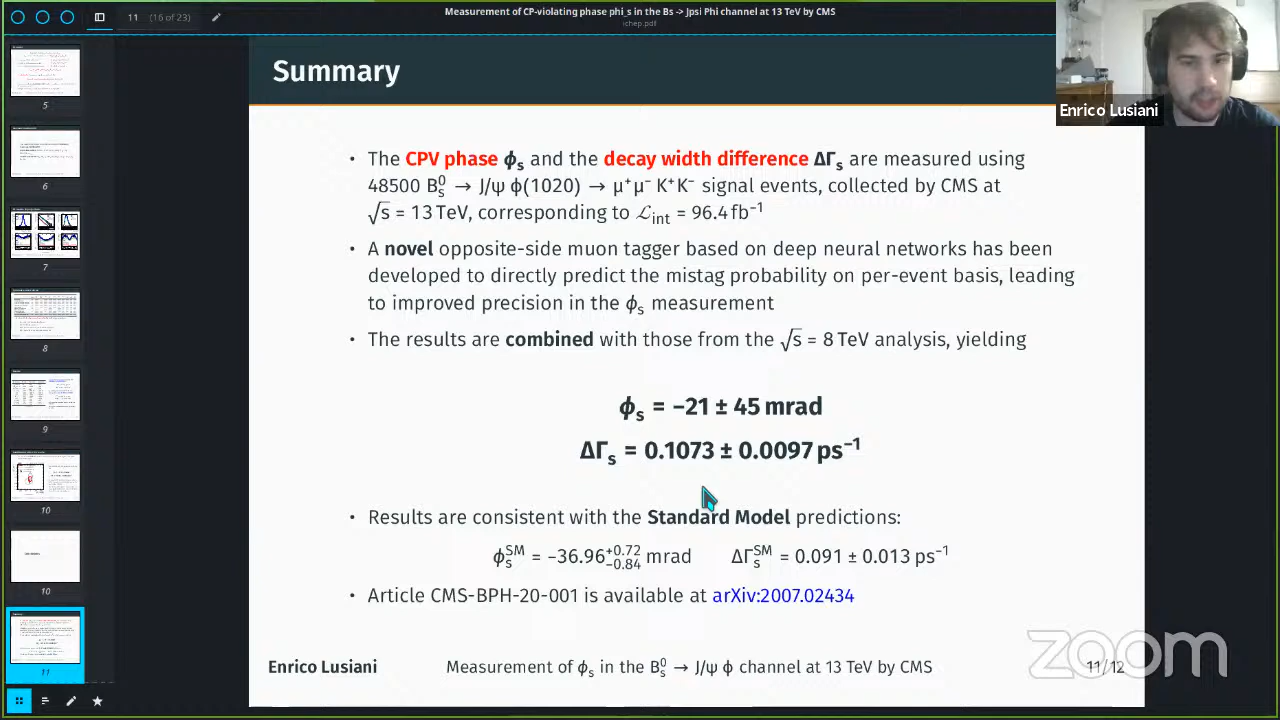 11 (16 of 23)
Measurement of CP-violating phase phi_s in the Bs -> Jpsi Phi channel at 13 TeV by CMS
ichep.pdf
Enrico Lusiani
Summary
• The CPV phase ϕₛ and the decay width difference ΔΓₛ are measured using
48500 B⁰ₛ → J/ψ ϕ(1020) → μ⁺μ⁻ K⁺K⁻ signal events, collected by CMS at
√s = 13 TeV, corresponding to ℒint = 96.4 fb⁻¹
• A novel opposite-side muon tagger based on deep neural networks has been
developed to directly predict the mistag probability on per-event basis, leading
to improved precision in the ϕₛ measurement
• The results are combined with those from the √s = 8 TeV analysis, yielding
ϕₛ = −21 ± 45 mrad
ΔΓₛ = 0.1073 ± 0.0097 ps⁻¹
• Results are consistent with the Standard Model predictions:
ϕₛSM = −36.96 +0.72 −0.84 mrad ΔΓₛSM = 0.091 ± 0.013 ps⁻¹
• Article CMS-BPH-20-001 is available at arXiv:2007.02434
Enrico Lusiani Measurement of ϕₛ in the B⁰ₛ → J/ψ ϕ channel at 13 TeV by CMS 11/12
zoom
5
6
7
8
9
10
10
11